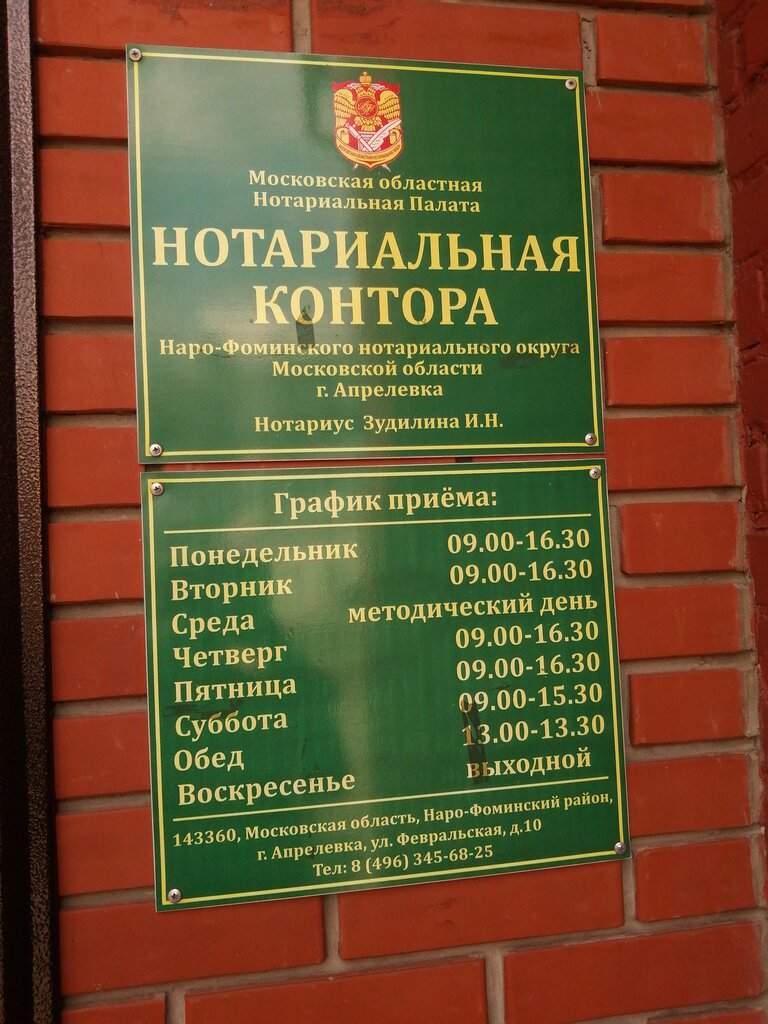 Московская областная
Нотариальная Палата
НОТАРИАЛЬНАЯ
КОНТОРА
Наро-Фоминского нотариального округа
Московской области
г. Апрелевка
Нотариус Зудилина И.Н.
График приёма:
Понедельник 09.00-16.30
Вторник 09.00-16.30
Среда методический день
Четверг 09.00-16.30
Пятница 09.00-16.30
Суббота 09.00-15.30
Обед 13.00-13.30
Воскресенье выходной
143360, Московская область, Наро-Фоминский район,
г. Апрелевка, ул. Февральская, д.10
Тел: 8 (496) 345-68-25